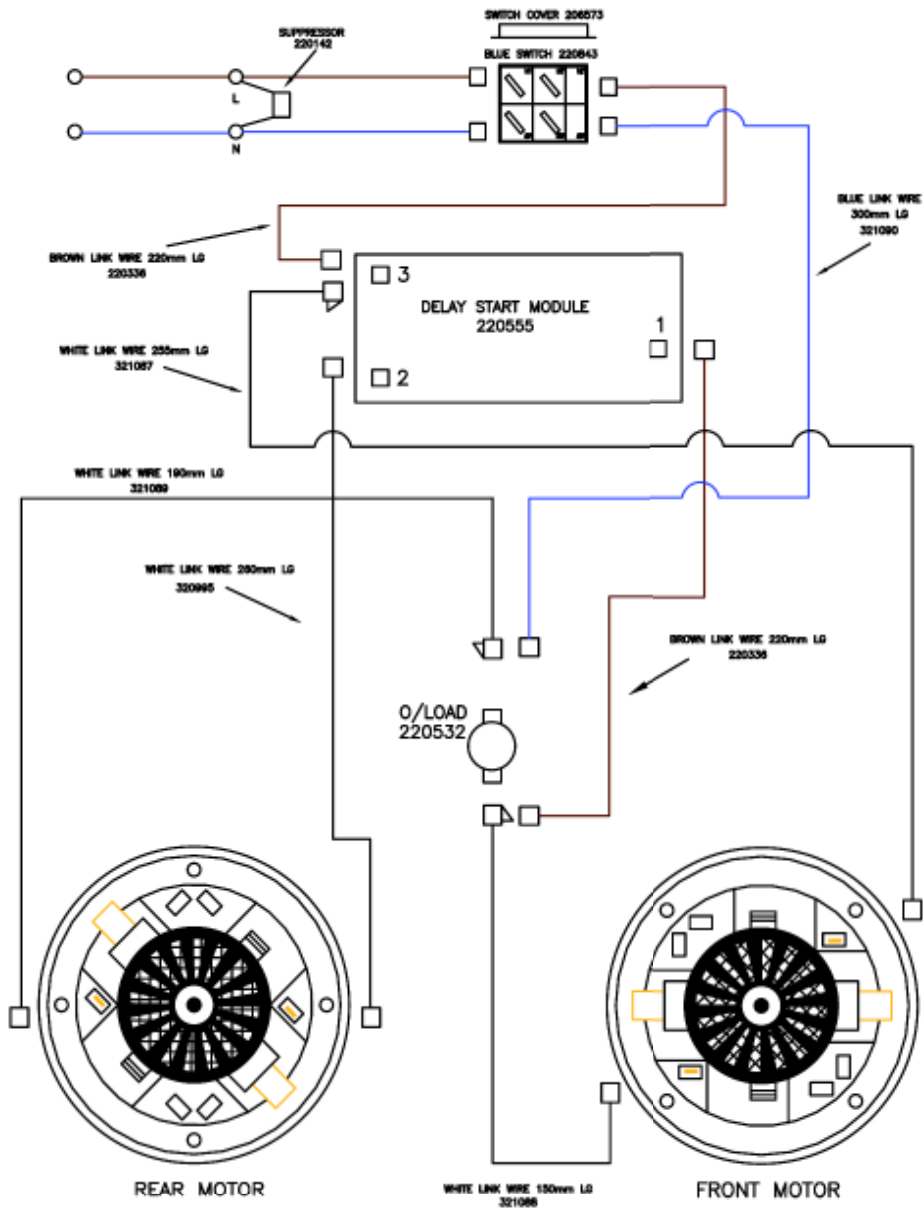 SWITCH COVER 206573
SUPPRESSOR
220142
BLUE SWITCH 220843
L
N
BLUE LINK WIRE
300mm LG
321090
BROWN LINK WIRE 220mm LG
220336
3
DELAY START MODULE
220555
1
2
WHITE LINK WIRE 255mm LG
321087
WHITE LINK WIRE 190mm LG
321089
WHITE LINK WIRE 260mm LG
320995
BROWN LINK WIRE 220mm LG
220336
O/LOAD
220532
REAR MOTOR
WHITE LINK WIRE 150mm LG
321088
FRONT MOTOR